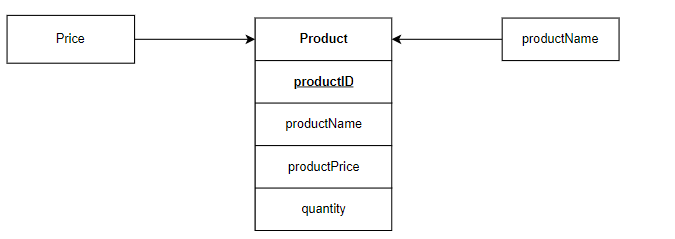 Price
Product
productName
productID
productName
productPrice
quantity